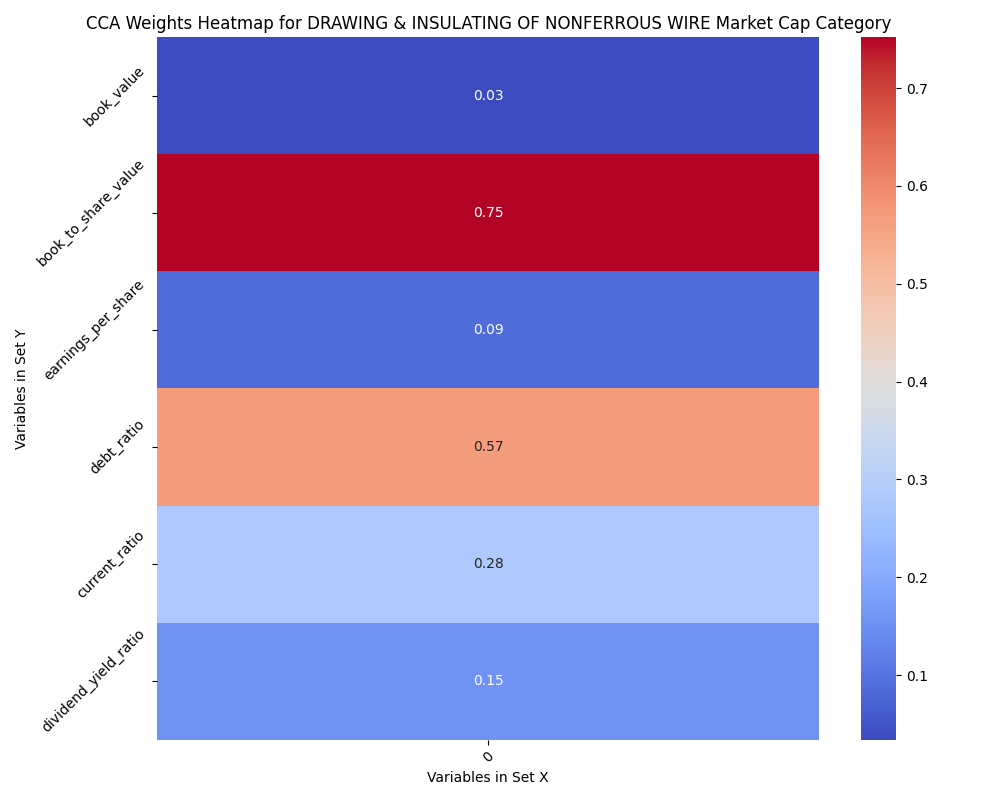 CCA Weights Heatmap for DRAWING & INSULATING OF NONFERROUS WIRE Market Cap Category
Variables in Set Y
book_value
0.03
book_to_share_value
0.75
earnings_per_share
0.09
debt_ratio
0.57
current_ratio
0.28
dividend_yield_ratio
0.15
0
Variables in Set X
0.7
0.6
0.5
0.4
0.3
0.2
0.1